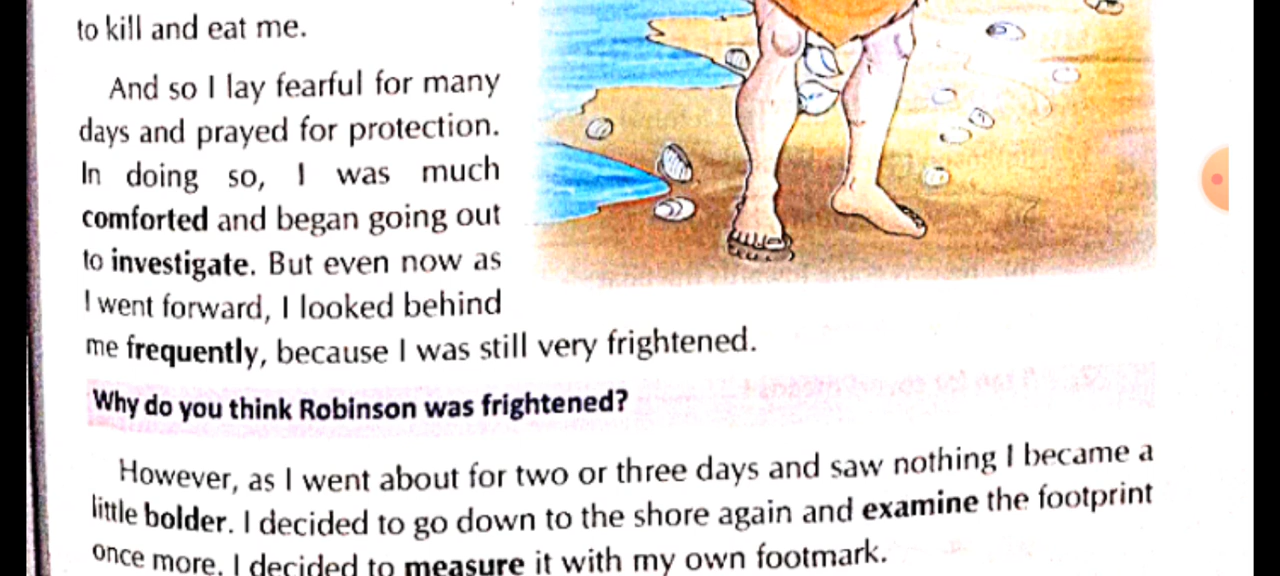 to kill and eat me.
And so I lay fearful for many
days and prayed for protection.
In doing so, I was much
comforted and began going out
to investigate. But even now as
I went forward, I looked behind
me frequently, because I was still very frightened.
Why do you think Robinson was frightened?
However, as I went about for two or three days and saw nothing I became a
little bolder. I decided to go down to the shore again and examine the footprint
once more. I decided to measure it with my own footmark.